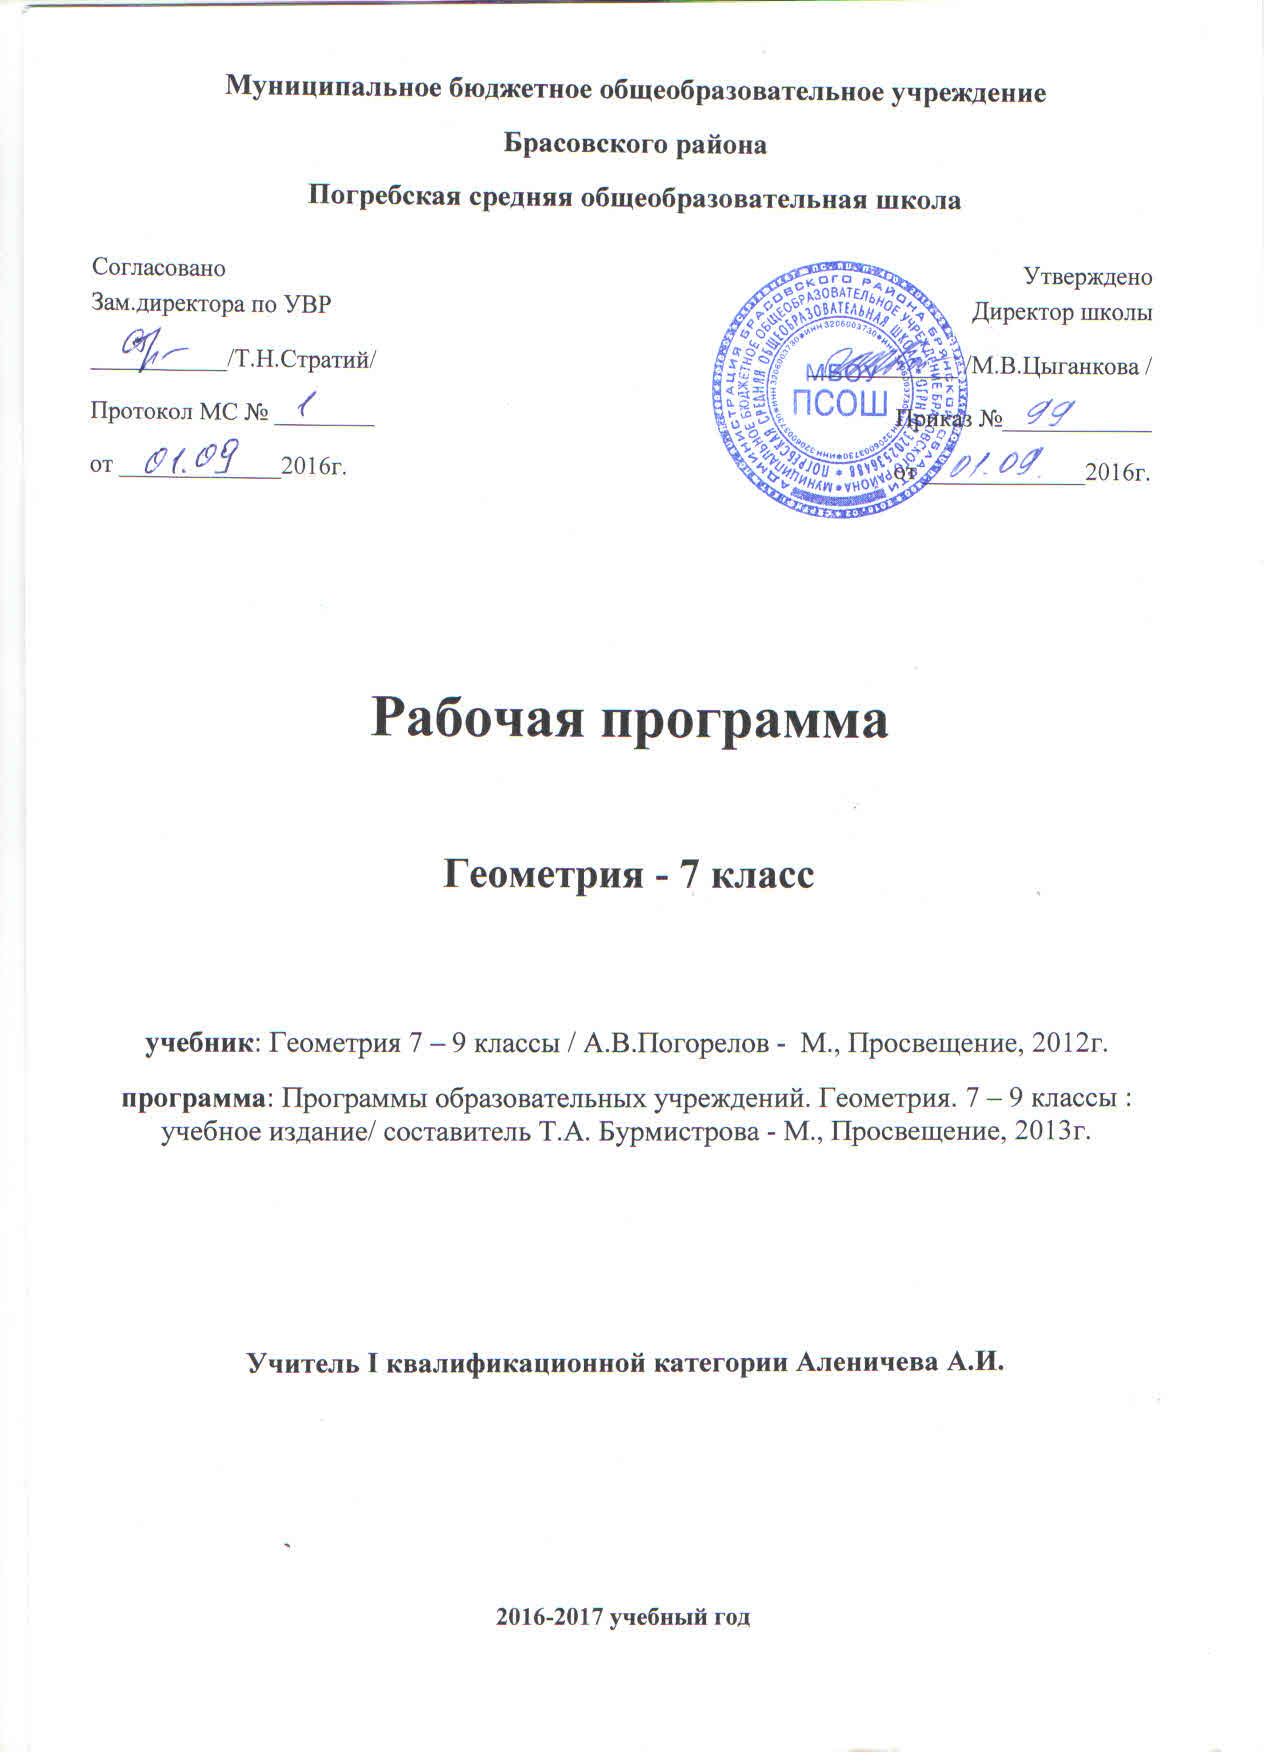 Муниципальное бюджетное общеобразовательное учреждение
Брасовского района
Погребская средняя общеобразовательная школа
Согласовано
Зам.директора по УВР
____________/Т.Н.Стратий/
Протокол МС № 1
от 01.09 2016г.
Утверждено
Директор школы
/М.В.Цыганкова /
Приказ № 99
от 01.09. 2016г.
МБОУ
ПСОШ
Рабочая программа
Геометрия - 7 класс
учебник: Геометрия 7 – 9 классы / А.В.Погорелов - М., Просвещение, 2012г.
программа: Программы образовательных учреждений. Геометрия. 7 – 9 классы :
учебное издание/ составитель Т.А. Бурмистрова - М., Просвещение, 2013г.
Учитель I квалификационной категории Аленичева А.И.
2016-2017 учебный год